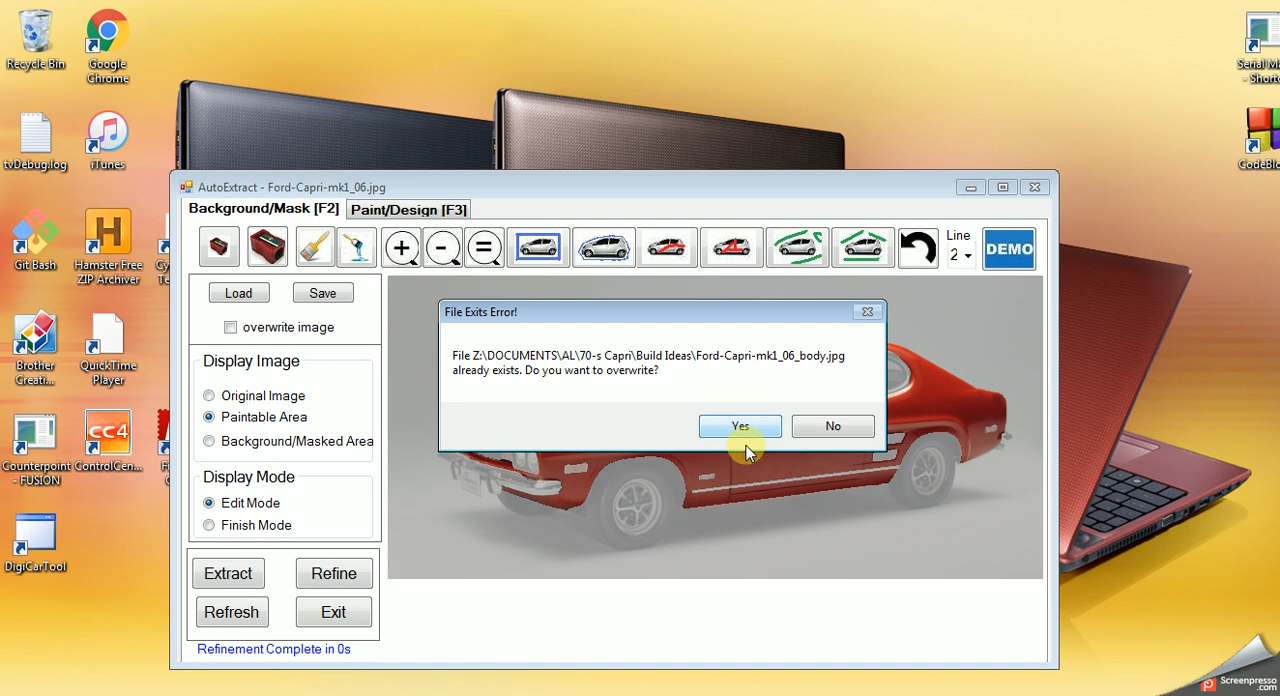 Recycle Bin
Google
Chrome
tvDebug.log
iTunes
Git Bash
Hamster Free
ZIP Archiver
Brother
Creati...
QuickTime
Player
CC4
Counterpoint
- FUSION
ControlCen...
DigiCarTool
- Short
CodeBlo
AutoExtract - Ford-Capri-mk1_06.jpg
Background/Mask [F2]
Paint/Design [F3]
Line
2
DEMO
Load
Save
overwrite image
Display Image
Original Image
Paintable Area
Background/Masked Area
Display Mode
Edit Mode
Finish Mode
Extract
Refine
Refresh
Exit
Refinement Complete in 0s
File Exits Error!
File Z:\DOCUMENTS\AL\70-s Capri\Build Ideas\Ford-Capri-mk1_06_body.jpg
already exists. Do you want to overwrite?
Yes
No
Screenpresso
.com